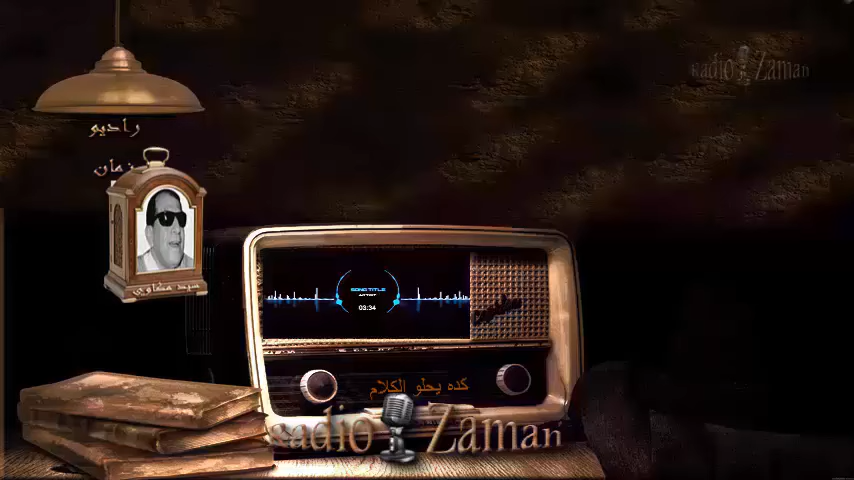 Radio Zaman
راديو
زمان
سيد مكاوي
SONG TITLE
ARTIST
03:34
كده يحلو الكلام
Radio Zaman